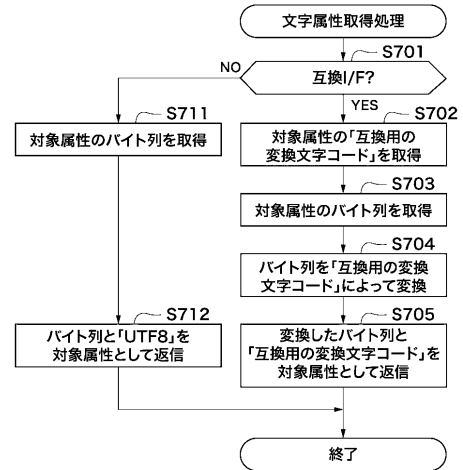 文字属性取得処理
S701
互換I/F?
NO
YES
S711
対象属性のバイト列を取得
S702
対象属性の「互換用の
変換文字コード」を取得
S703
対象属性のバイト列を取得
S704
バイト列を「互換用の変換
文字コード」によって変換
S712
バイト列と「UTF8」を
対象属性として返信
S705
変換したバイト列と
「互換用の変換文字コード」を
対象属性として返信
終了